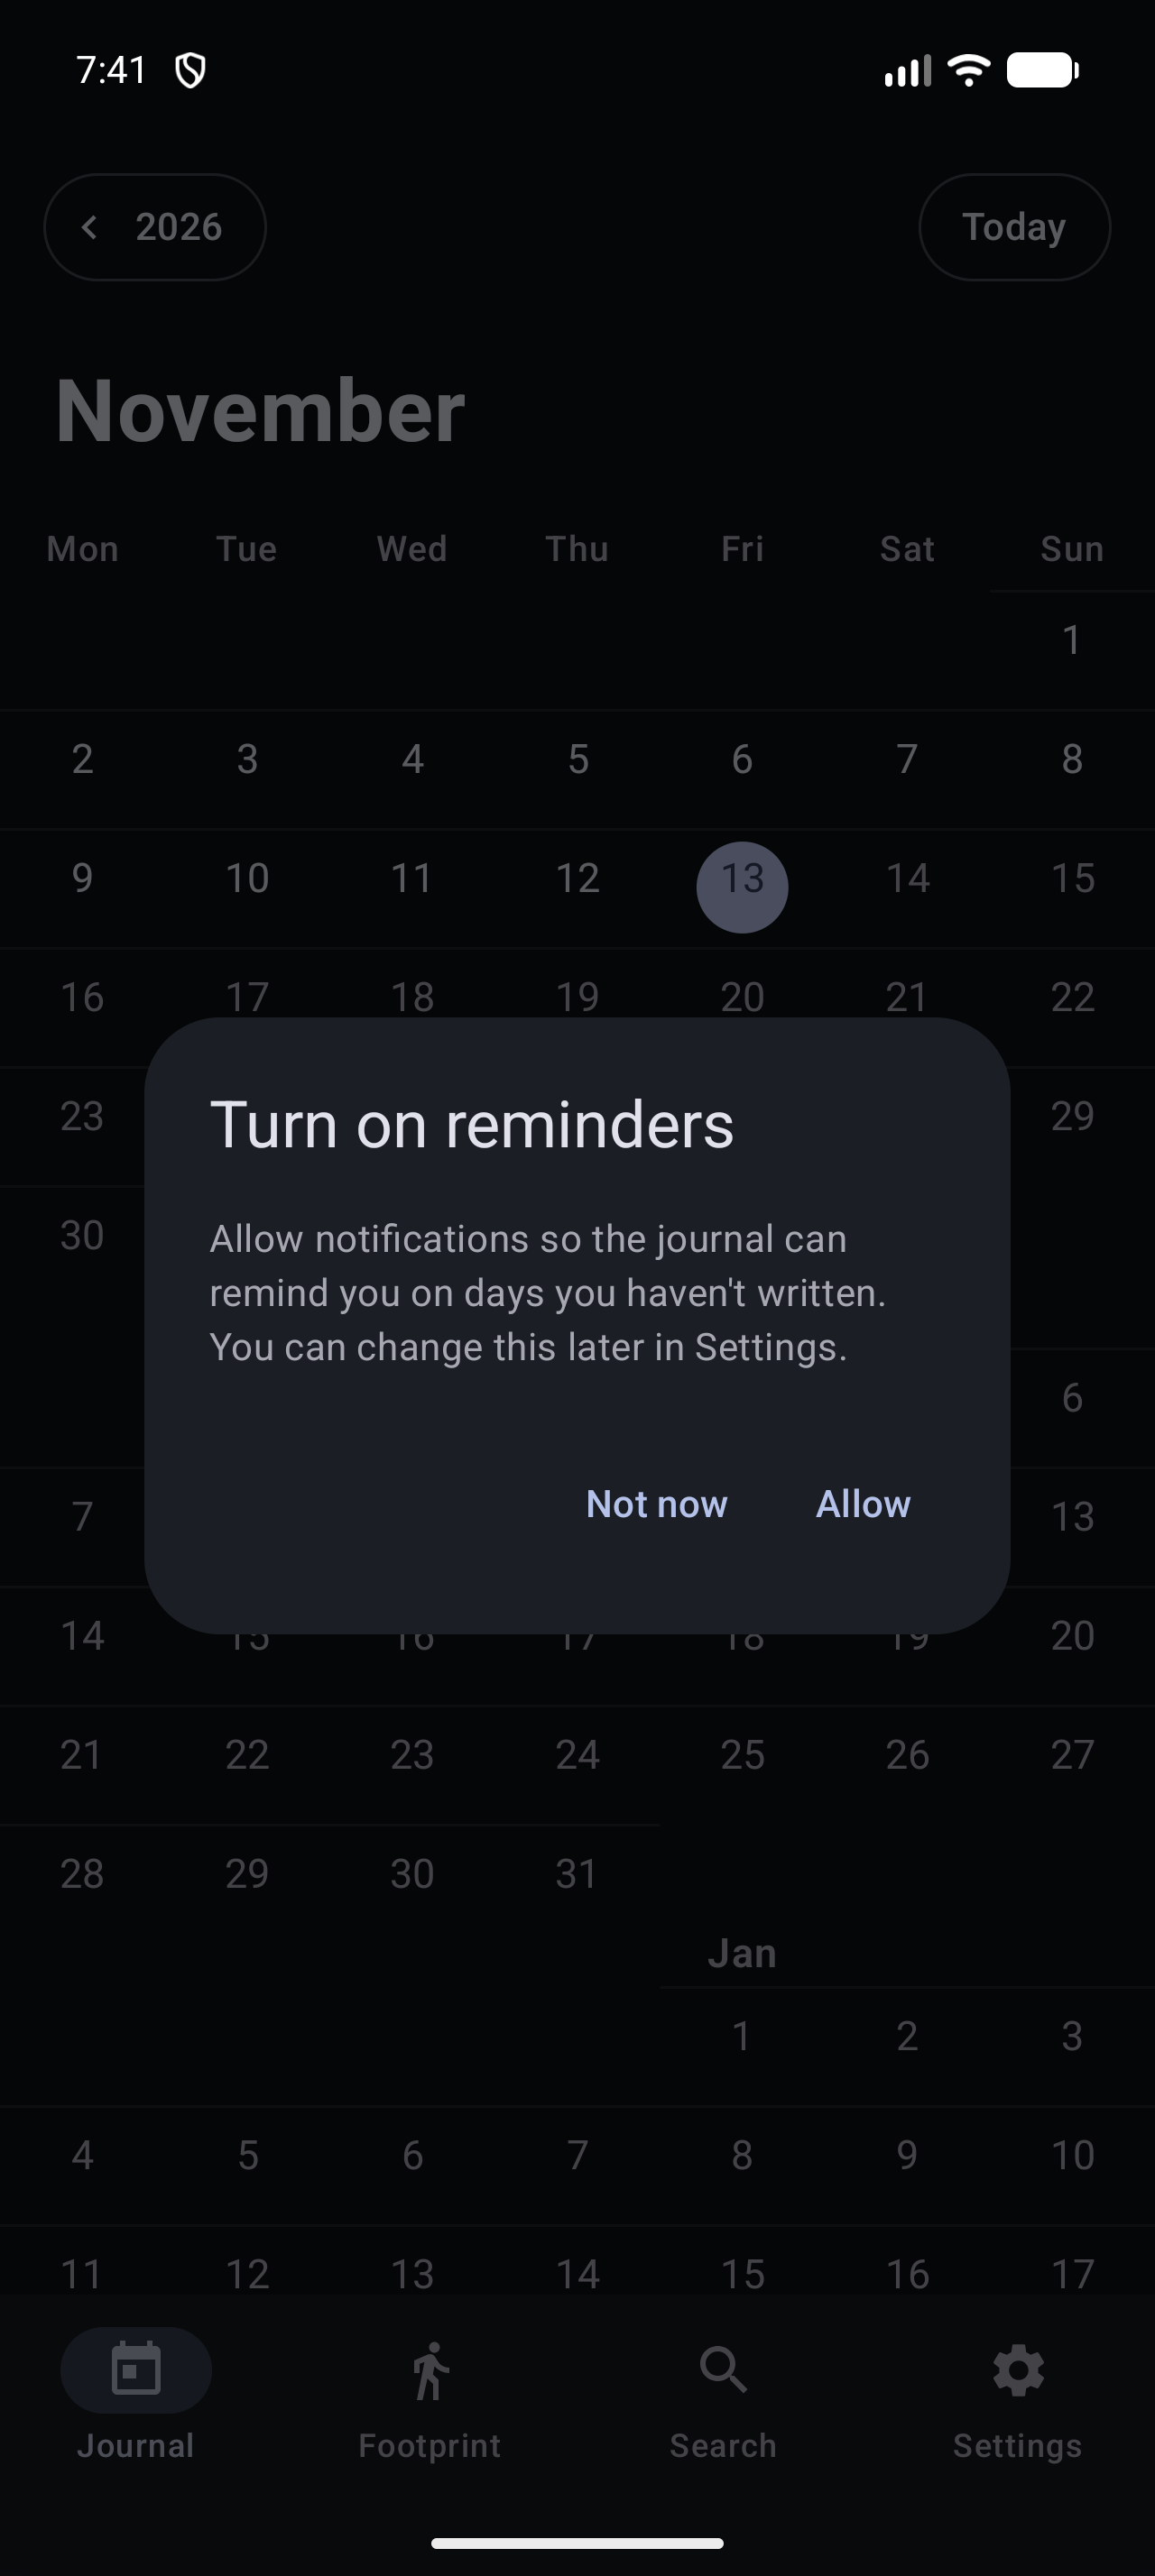 7:41
2026
Today
November
Mon Tue Wed Thu Fri Sat Sun
1
2 3 4 5 6 7 8
9 10 11 12 13 14 15
16 17 18 19 20 21 22
23 29
30
Turn on reminders
Allow notifications so the journal can
remind you on days you haven't written.
You can change this later in Settings.
Not now Allow
6
7 13
14 15 16 17 18 19 20
21 22 23 24 25 26 27
28 29 30 31
Jan
1 2 3
4 5 6 7 8 9 10
11 12 13 14 15 16 17
Journal Footprint Search Settings